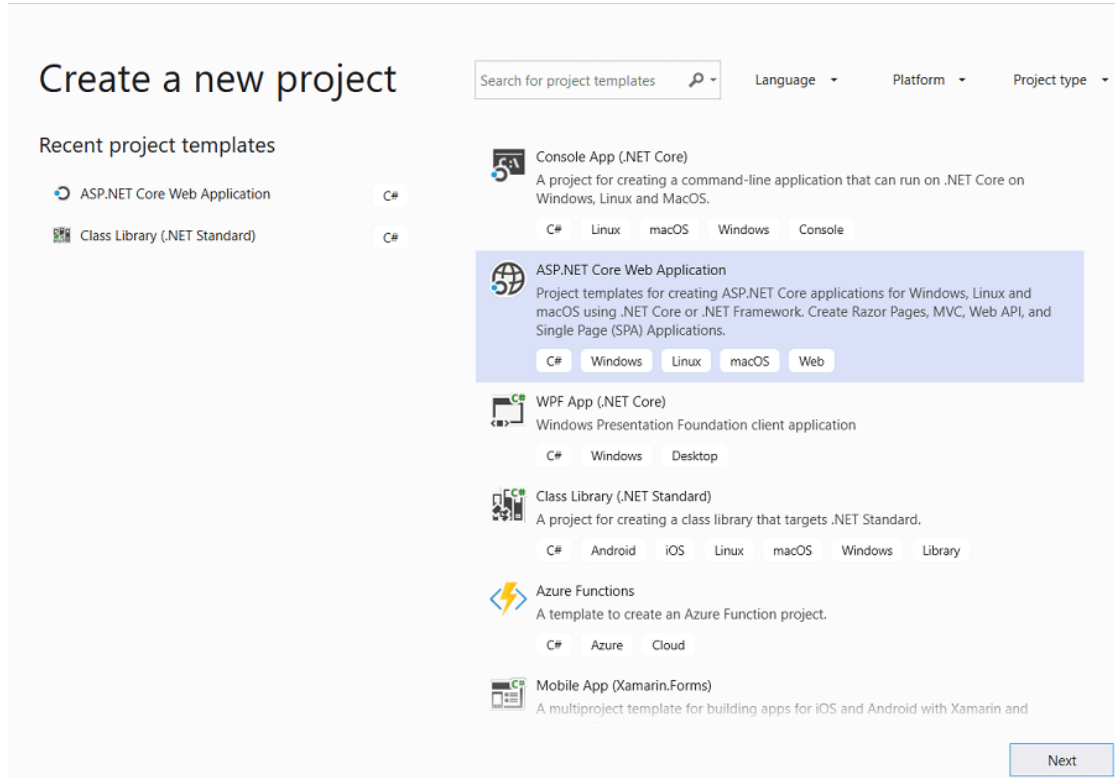 Create a new project
Search for project templates
Language
Platform
Project type
Recent project templates
ASP.NET Core Web Application
C#
Class Library (.NET Standard)
C#
Console App (.NET Core)
A project for creating a command-line application that can run on .NET Core on
Windows, Linux and MacOS.
C# Linux macOS Windows Console
ASP.NET Core Web Application
Project templates for creating ASP.NET Core applications for Windows, Linux and
macOS using .NET Core or .NET Framework. Create Razor Pages, MVC, Web API, and
Single Page (SPA) Applications.
C# Windows Linux macOS Web
WPF App (.NET Core)
Windows Presentation Foundation client application
C# Windows Desktop
Class Library (.NET Standard)
A project for creating a class library that targets .NET Standard.
C# Android iOS Linux macOS Windows Library
Azure Functions
A template to create an Azure Function project.
C# Azure Cloud
Mobile App (Xamarin.Forms)
A multiproject template for building apps for iOS and Android with Xamarin and
Next